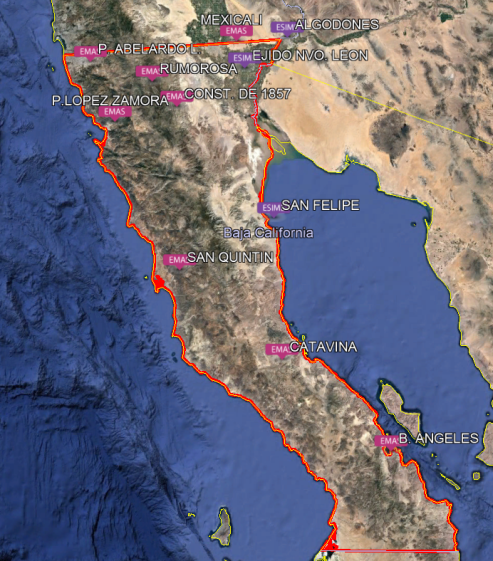 MEXICALI
EMAS
ESIM
ALGODONES
EMAS
P. ABELARDO L.
ESIM
EJIDO NVO. LEON
EMA
RUMOROSA
EMA
CONST. DE 1857
P.LOPEZ ZAMORA
EMAS
ESIM
SAN FELIPE
Baja California
EMA
SAN QUINTIN
EMA
CATAVINA
EMA
B. ANGELES